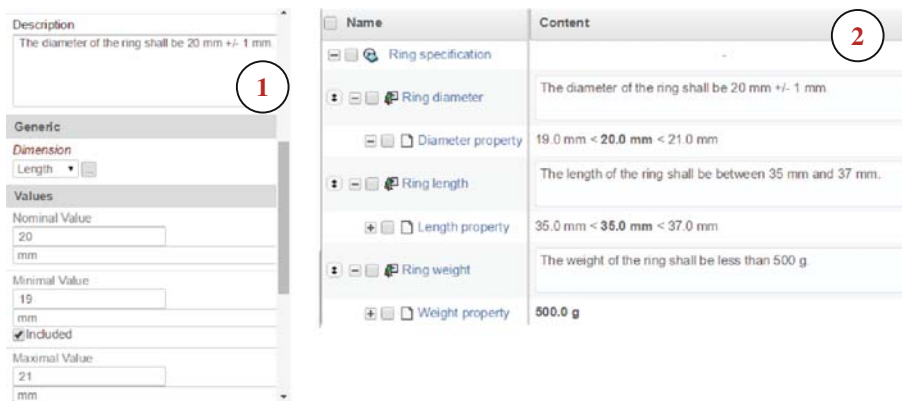 Description
The diameter of the ring shall be 20 mm +/- 1 mm
1
Generic
Dimension
Length
Values
Nominal Value
20
mm
Minimal Value
19
mm
Included
Maximal Value
21
mm
Name Content
2
Ring specification -
Ring diameter The diameter of the ring shall be 20 mm +/- 1 mm
Diameter property 19.0 mm < 20.0 mm < 21.0 mm
Ring length The length of the ring shall be between 35 mm and 37 mm.
Length property 35.0 mm < 35.0 mm < 37.0 mm
Ring weight The weight of the ring shall be less than 500 g.
Weight property 500.0 g